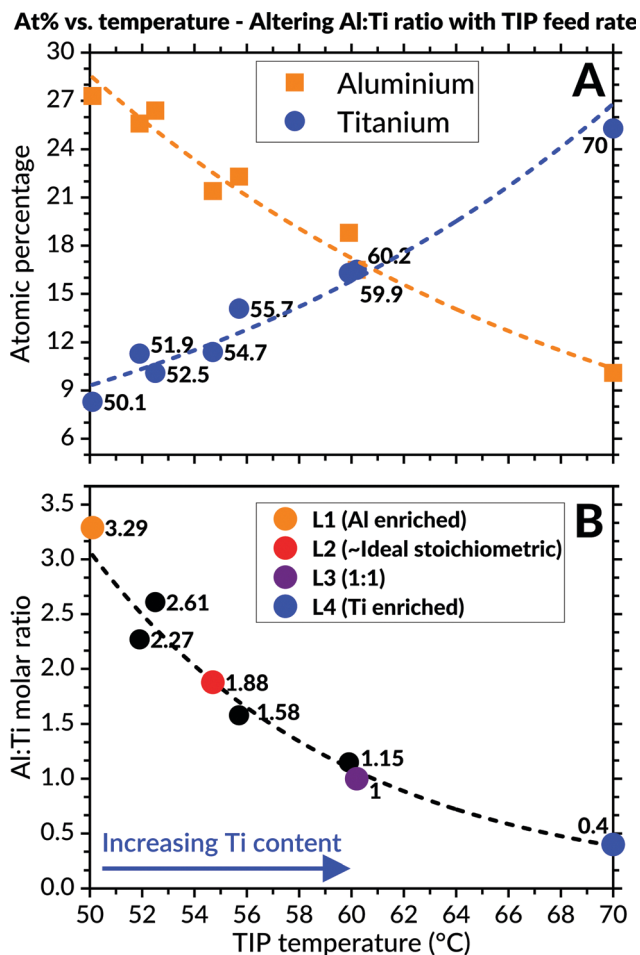 At% vs. temperature - Altering Al:Ti ratio with TIP feed rate
A
Aluminium
Titanium
Atomic percentage
30
27
24
21
18
15
12
9
6
50.1
51.9
52.5
54.7
55.7
59.9
60.2
70
B
L1 (Al enriched)
L2 (~Ideal stoichiometric)
L3 (1:1)
L4 (Ti enriched)
Al:Ti molar ratio
3.5
3.0
2.5
2.0
1.5
1.0
0.5
0.0
3.29
2.61
2.27
1.88
1.58
1.15
1
0.4
Increasing Ti content
50 52 54 56 58 60 62 64 66 68 70
TIP temperature (°C)